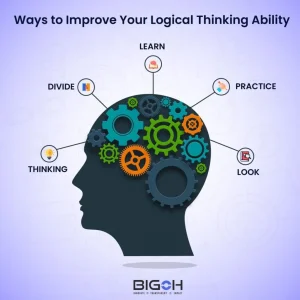 Ways to Improve Your Logical Thinking Ability
LEARN
DIVIDE
PRACTICE
THINKING
LOOK
BIGOH